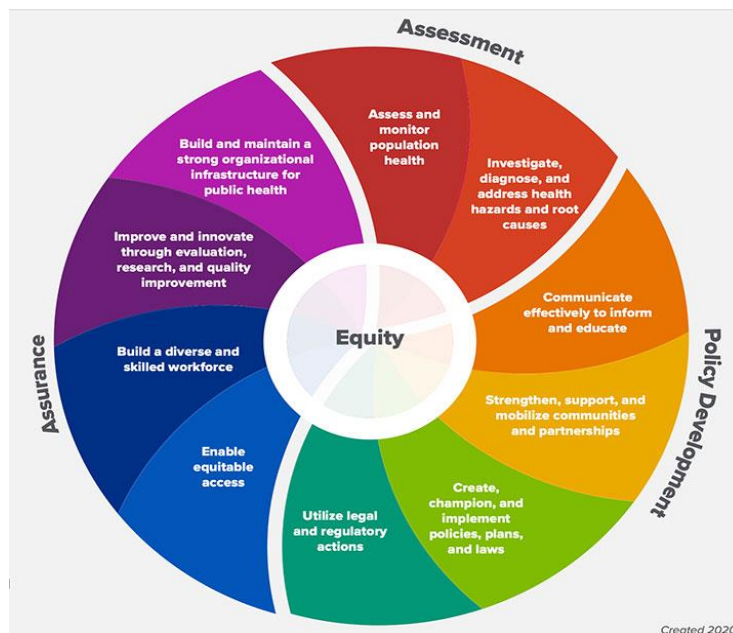 Assessment
Assess and
monitor
population
health
Investigate,
diagnose, and
address health
hazards and root
causes
Policy Development
Communicate
effectively to inform
and educate
Strengthen, support, and
mobilize communities
and partnerships
Create,
champion, and
implement
policies, plans,
and laws
Utilize legal
and regulatory
actions
Assurance
Enable
equitable
access
Build a diverse and
skilled workforce
Improve and innovate
through evaluation,
research, and quality
improvement
Build and maintain a
strong organizational
infrastructure for
public health
Equity
Created 2020